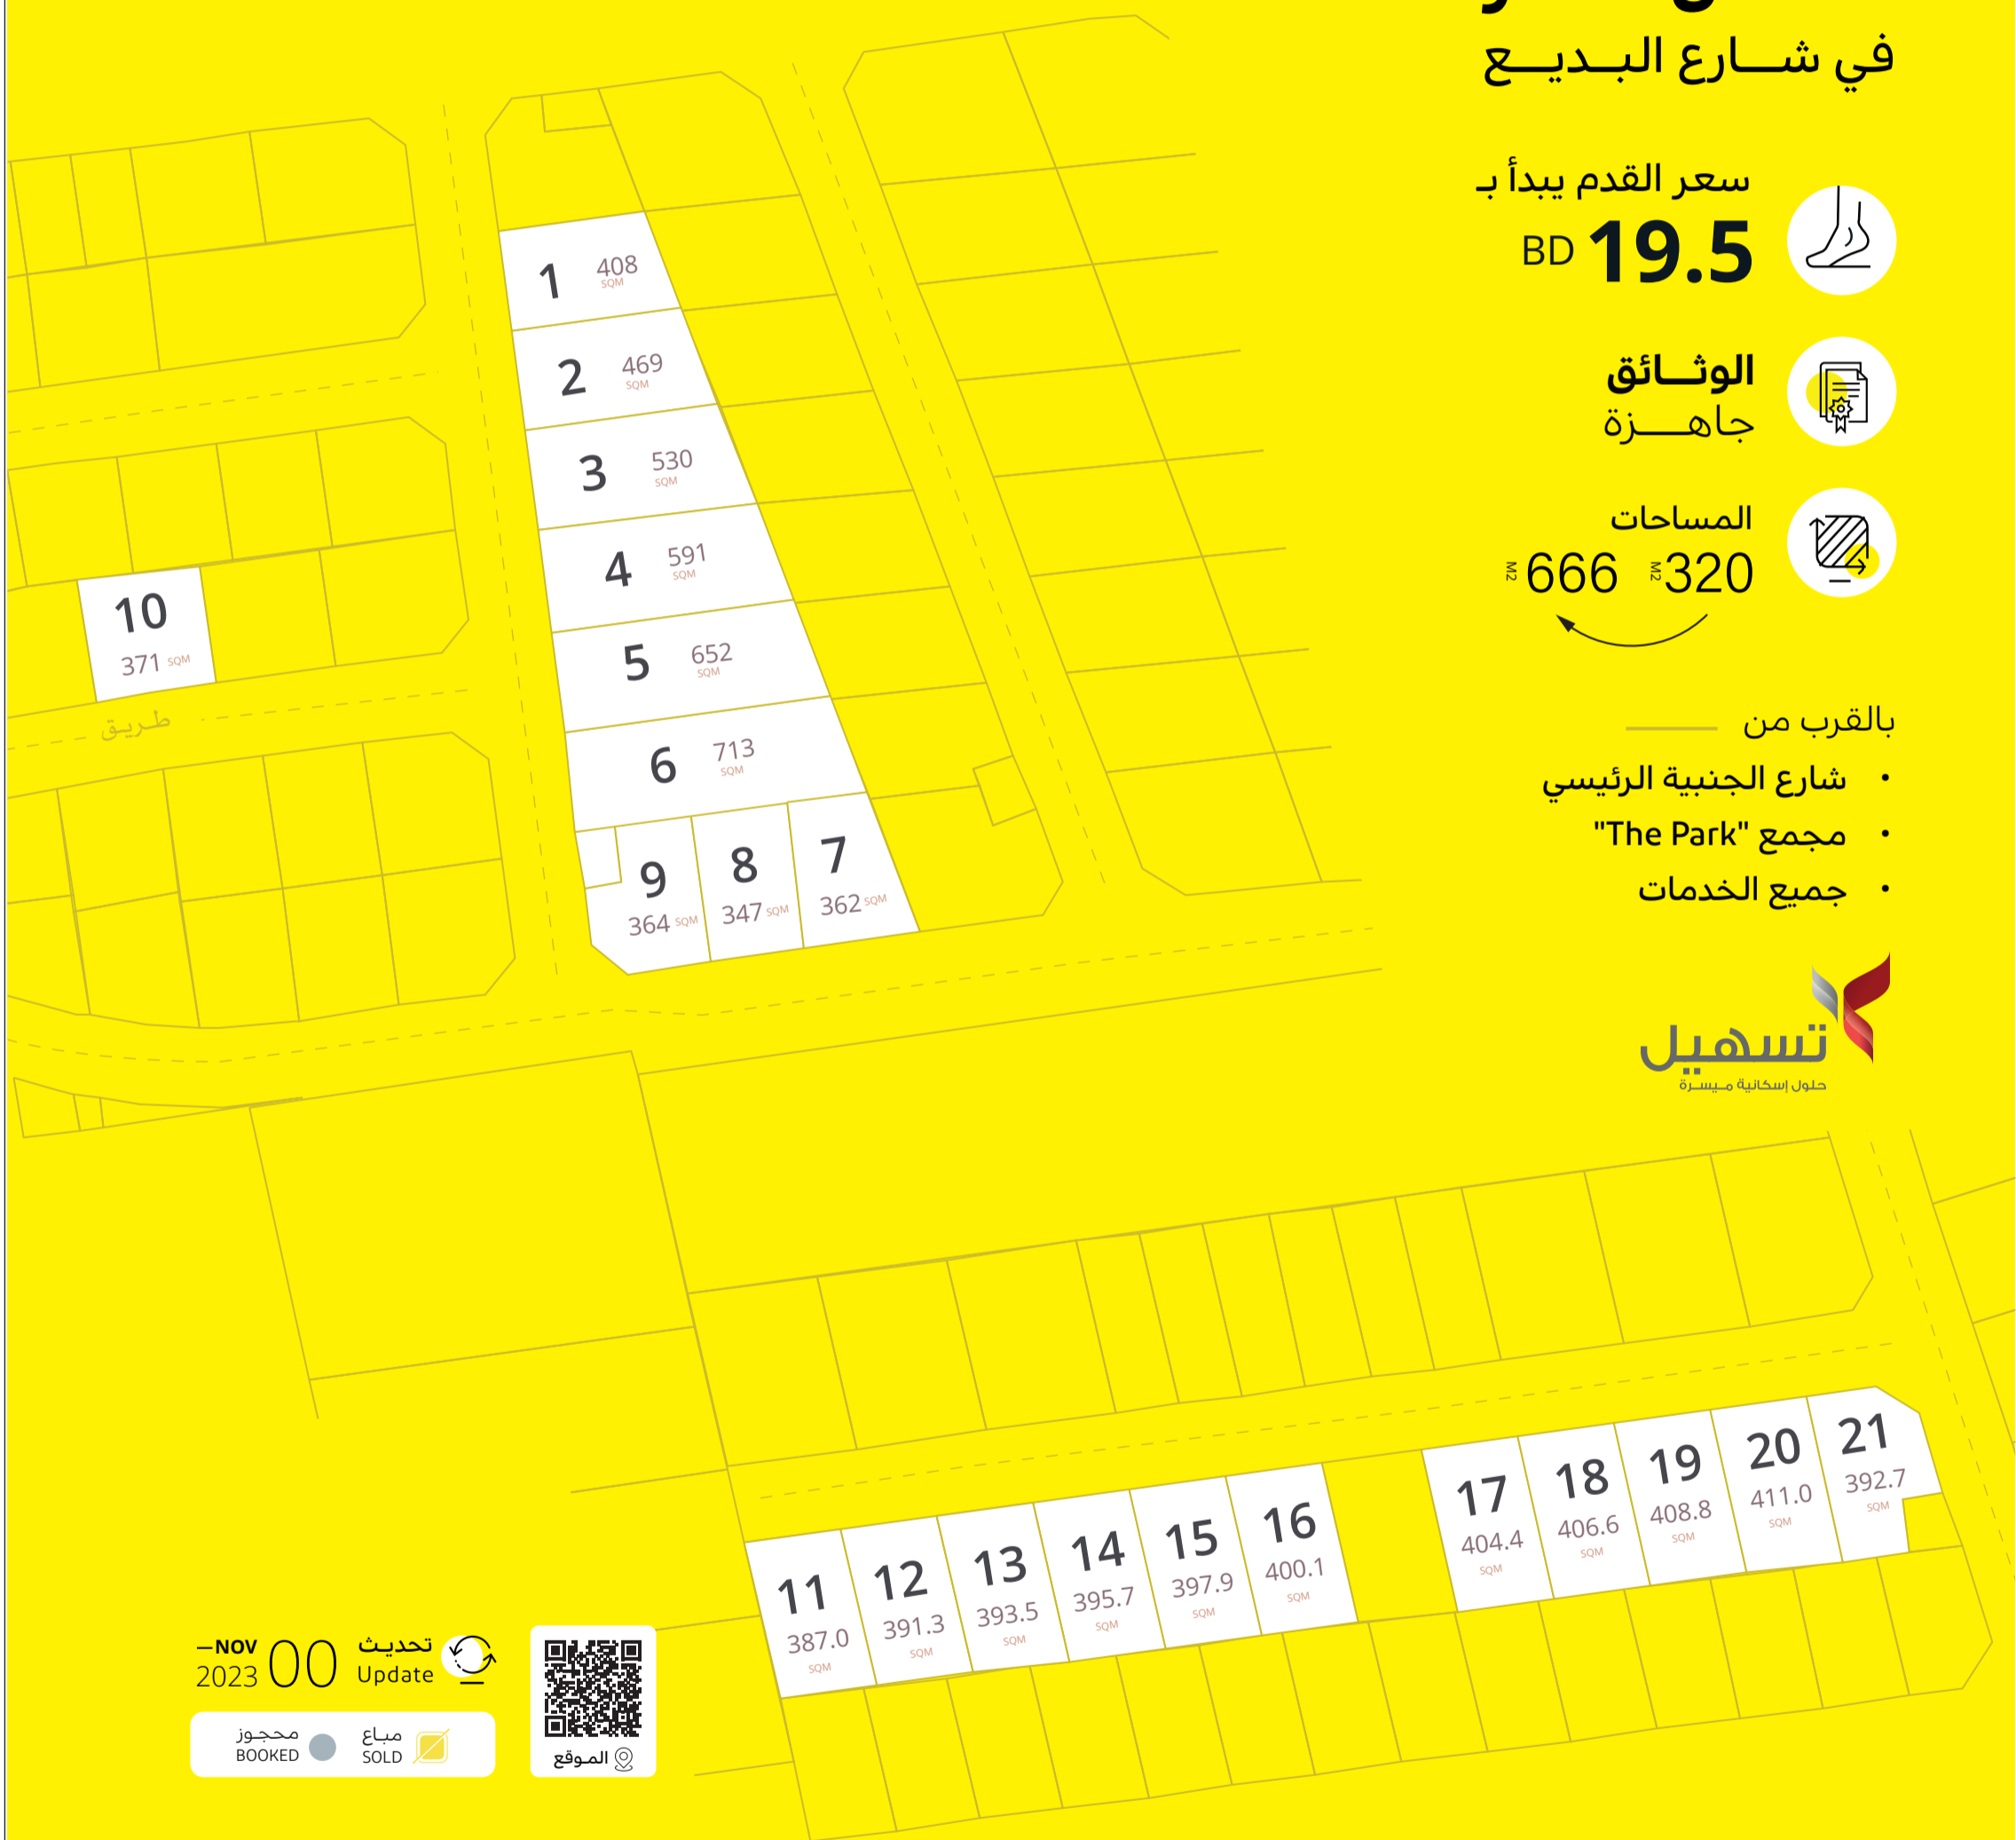 في شارع البديع
سعر القدم يبدأ بـ
19.5 BD
الوثائق
جاهزة
المساحات
320 M2 666 M2
بالقرب من
• شارع الجنبية الرئيسي
• مجمع "The Park"
• جميع الخدمات
تسهيل
حلول إسكانية ميسرة
1 408 SQM
2 469 SQM
3 530 SQM
4 591 SQM
5 652 SQM
6 713 SQM
7 362 SQM
8 347 SQM
9 364 SQM
10
371 SQM
طريق
11 387.0 SQM
12 391.3 SQM
13 393.5 SQM
14 395.7 SQM
15 397.9 SQM
16 400.1 SQM
17 404.4 SQM
18 406.6 SQM
19 408.8 SQM
20 411.0 SQM
21 392.7 SQM
تحديث
Update
00
NOV
2023
مباع
SOLD
محجوز
BOOKED
الموقع